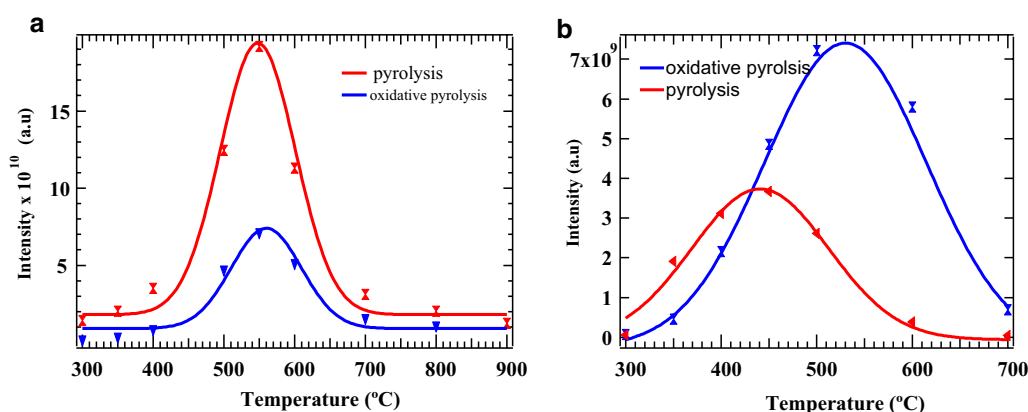 a
Intensity x 10 10 (a.u)
15
10
5
pyrolysis
oxidative pyrolysis
300 400 500 600 700 800 900
Temperature (ºC)
b
Intensity (a.u)
7x10 9
6
5
4
3
2
1
0
oxidative pyrolsis
pyrolysis
300 400 500 600 700
Temperature (ºC)